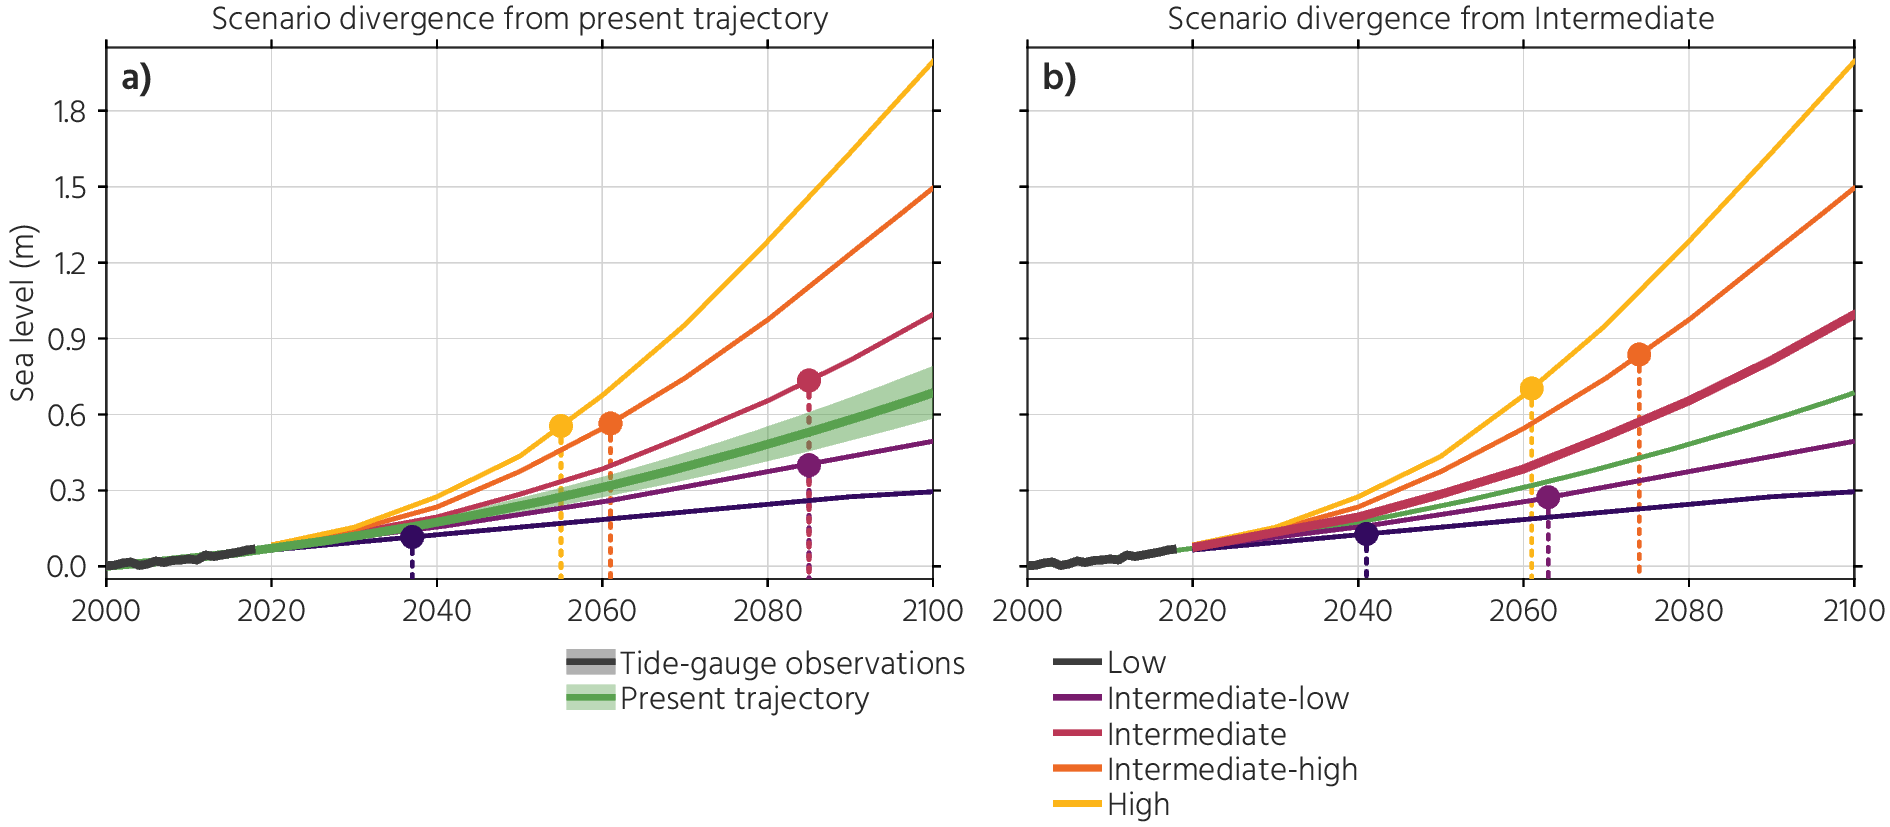 Scenario divergence from present trajectory
Scenario divergence from Intermediate
a)
b)
Sea level (m)
1.8
1.5
1.2
0.9
0.6
0.3
0.0
2000 2020 2040 2060 2080 2100
2000 2020 2040 2060 2080 2100
Tide-gauge observations
Present trajectory
Low
Intermediate-low
Intermediate
Intermediate-high
High